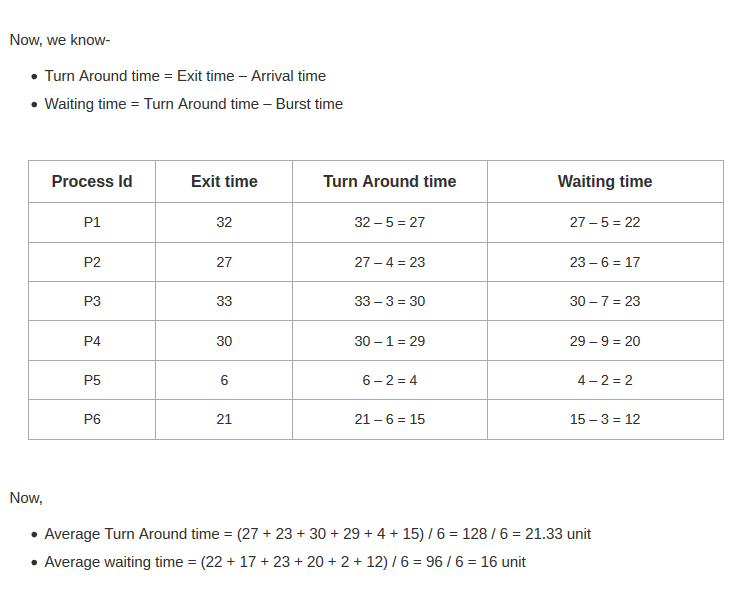 Now, we know-
• Turn Around time = Exit time – Arrival time
• Waiting time = Turn Around time – Burst time
Process Id Exit time Turn Around time Waiting time
P1 32 32 – 5 = 27 27 – 5 = 22
P2 27 27 – 4 = 23 23 – 6 = 17
P3 33 33 – 3 = 30 30 – 7 = 23
P4 30 30 – 1 = 29 29 – 9 = 20
P5 6 6 – 2 = 4 4 – 2 = 2
P6 21 21 – 6 = 15 15 – 3 = 12
Now,
• Average Turn Around time = (27 + 23 + 30 + 29 + 4 + 15) / 6 = 128 / 6 = 21.33 unit
• Average waiting time = (22 + 17 + 23 + 20 + 2 + 12) / 6 = 96 / 6 = 16 unit